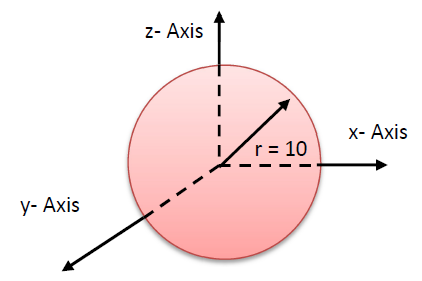 z- Axis
x- Axis
r = 10
y- Axis